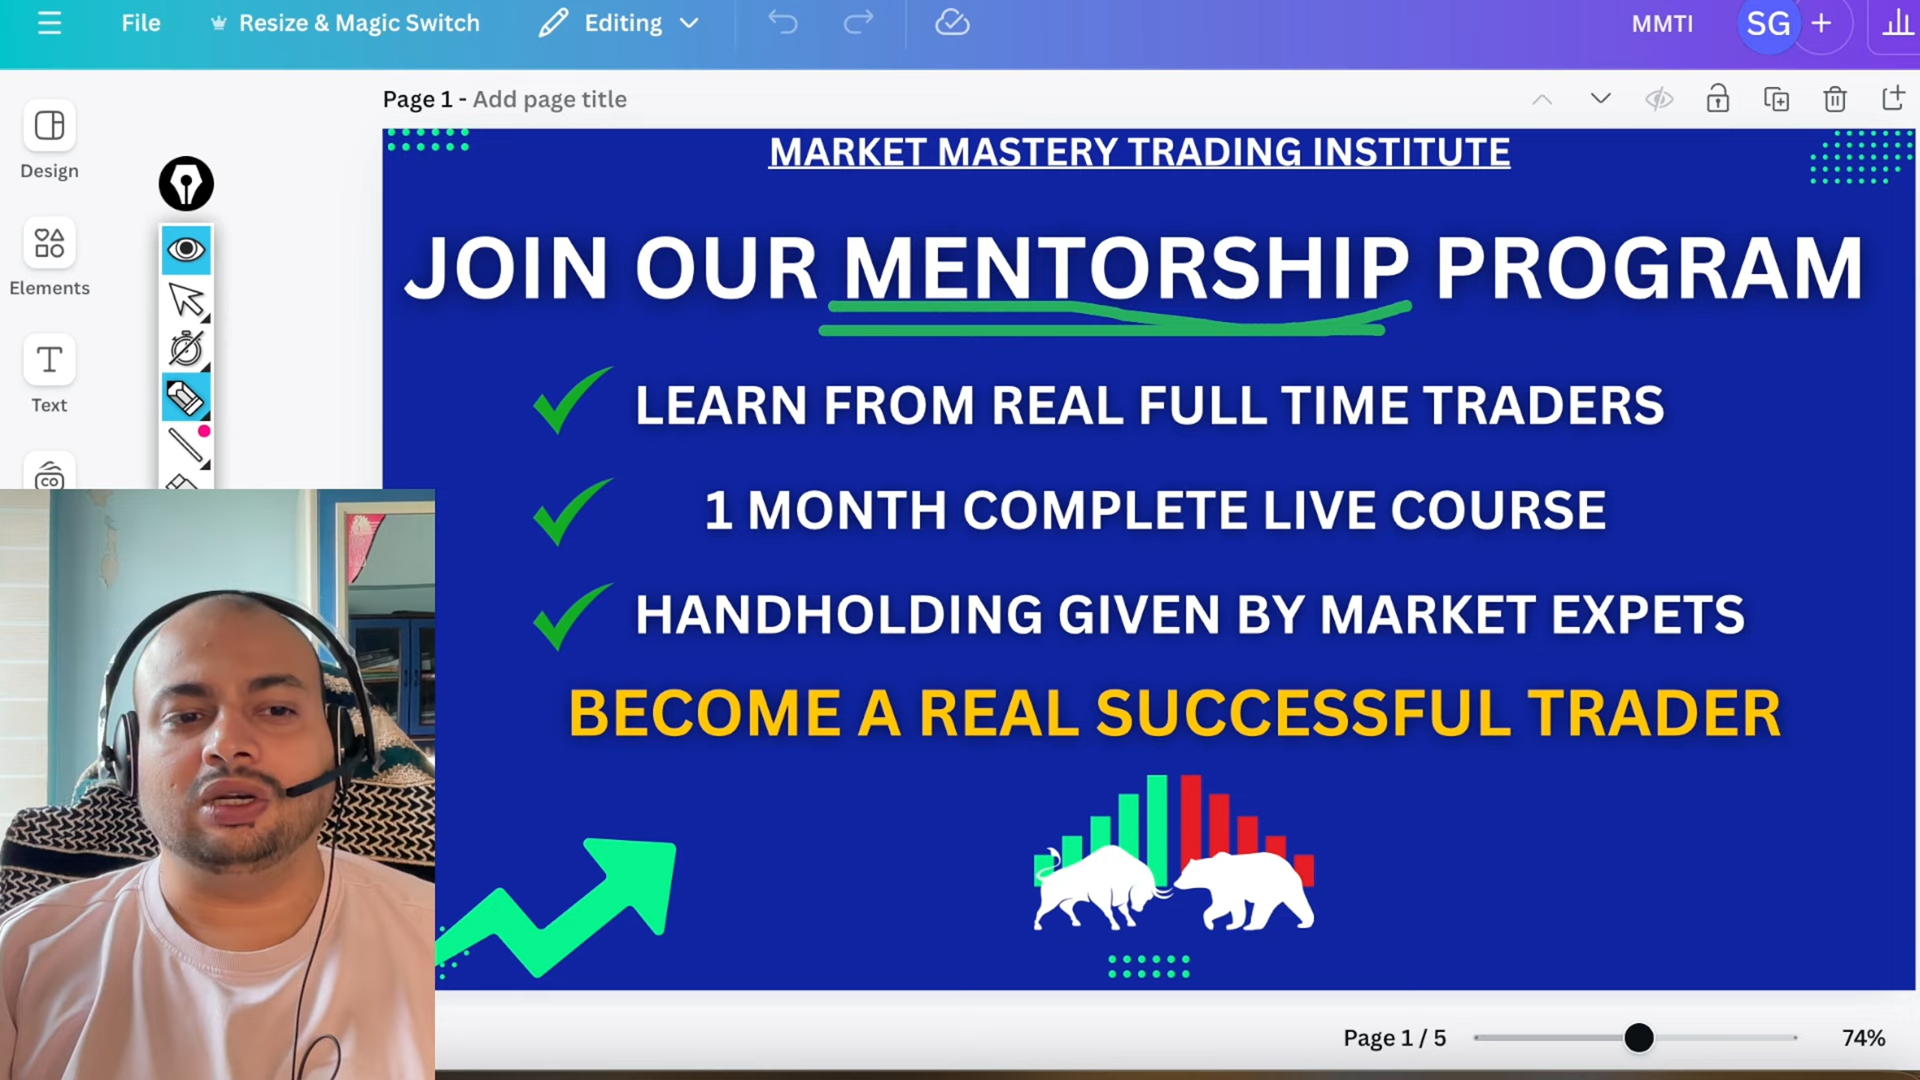 File
Resize & Magic Switch
Editing
MMTI
SG
Page 1 - Add page title
Design
Elements
Text
MARKET MASTERY TRADING INSTITUTE
JOIN OUR MENTORSHIP PROGRAM
LEARN FROM REAL FULL TIME TRADERS
1 MONTH COMPLETE LIVE COURSE
HANDHOLDING GIVEN BY MARKET EXPETS
BECOME A REAL SUCCESSFUL TRADER
Page 1 / 5
74%